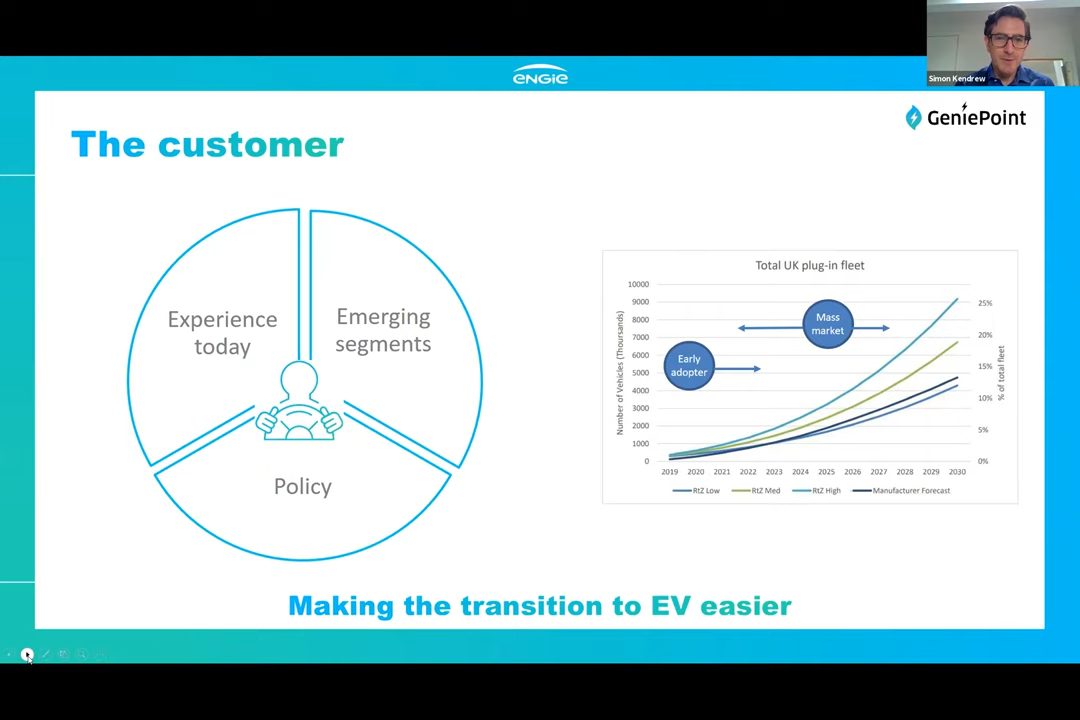 Simon Kendrew
ENGIE
GeniePoint
The customer
Experience
today
Emerging
segments
Policy
Total UK plug-in fleet
Number of Vehicles (Thoursands)
10000
9000
8000
7000
6000
5000
4000
3000
2000
1000
0
Mass
market
Early
adopter
25%
20%
15%
10%
5%
0%
% of total fleet
2019 2020 2021 2022 2023 2024 2025 2026 2027 2028 2029 2030
RtZ Low RtZ Med RtZ High Manufacturer Forecast
Making the transition to EV easier